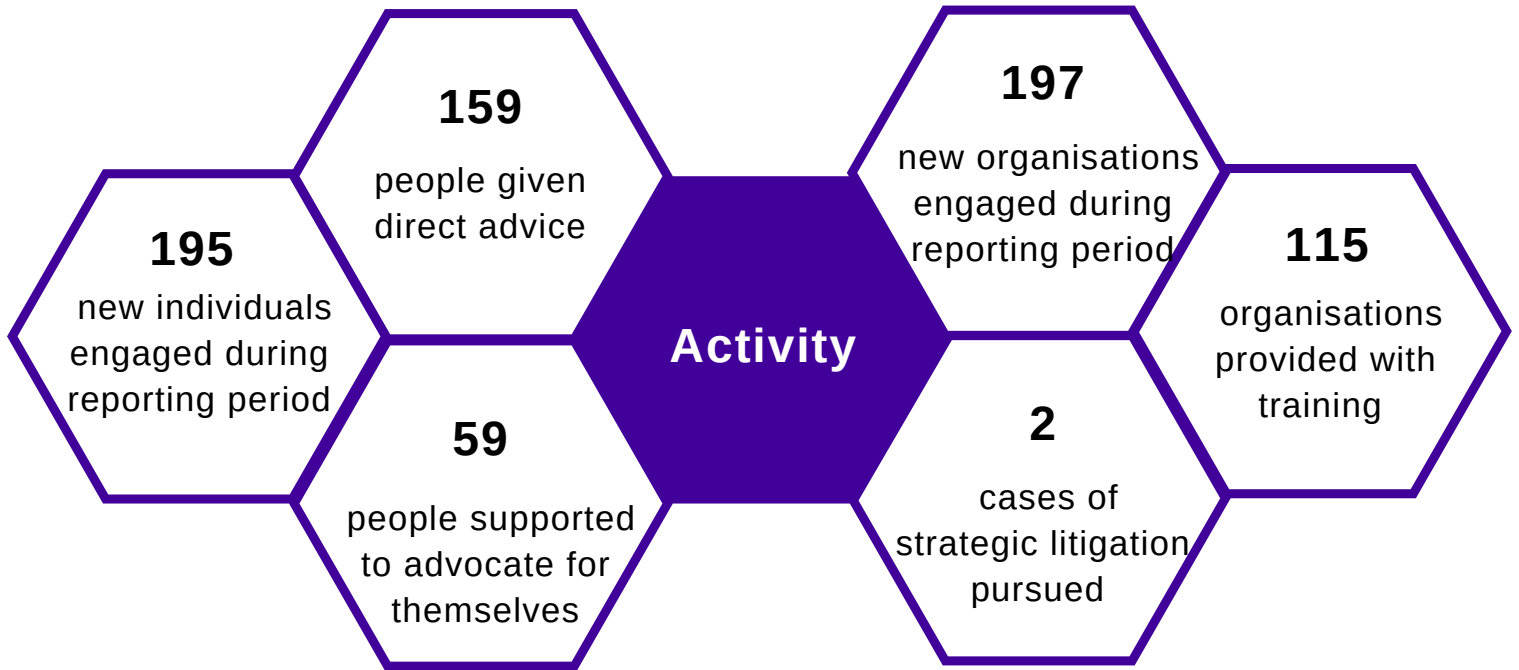 159
people given
direct advice
195
new individuals
engaged during
reporting period
59
people supported
to advocate for
themselves
Activity
197
new organisations
engaged during
reporting period
115
organisations
provided with
training
2
cases of
strategic litigation
pursued